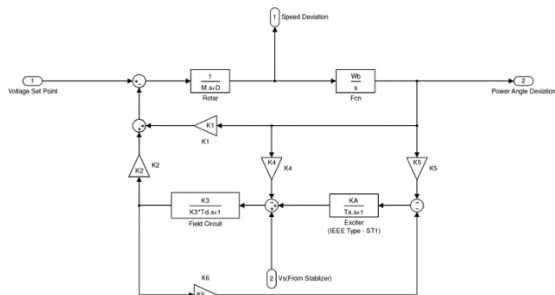 1
Speed Deviation
1
Voltage Set Point
1
M.s+D
Rotar
Wb
s
Fcn
2
Power Angle Deviation
K1
K1
K2
K2
K4
K4
K5
K5
K3
K3*Td.s+1
Field Circuit
KA
Ta.s+1
Exciter
(IEEE Type - ST1)
2
Vs(From Stablizer)
K6